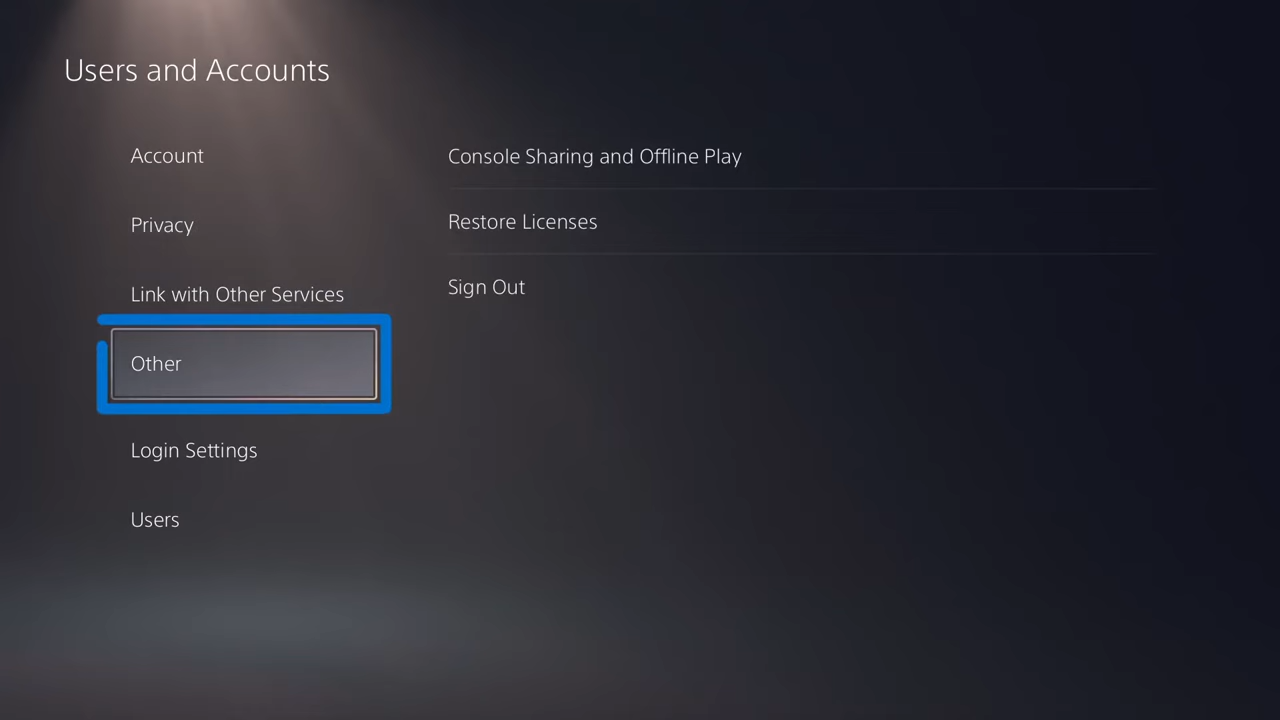 Users and Accounts
Account
Privacy
Link with Other Services
Other
Login Settings
Users
Console Sharing and Offline Play
Restore Licenses
Sign Out